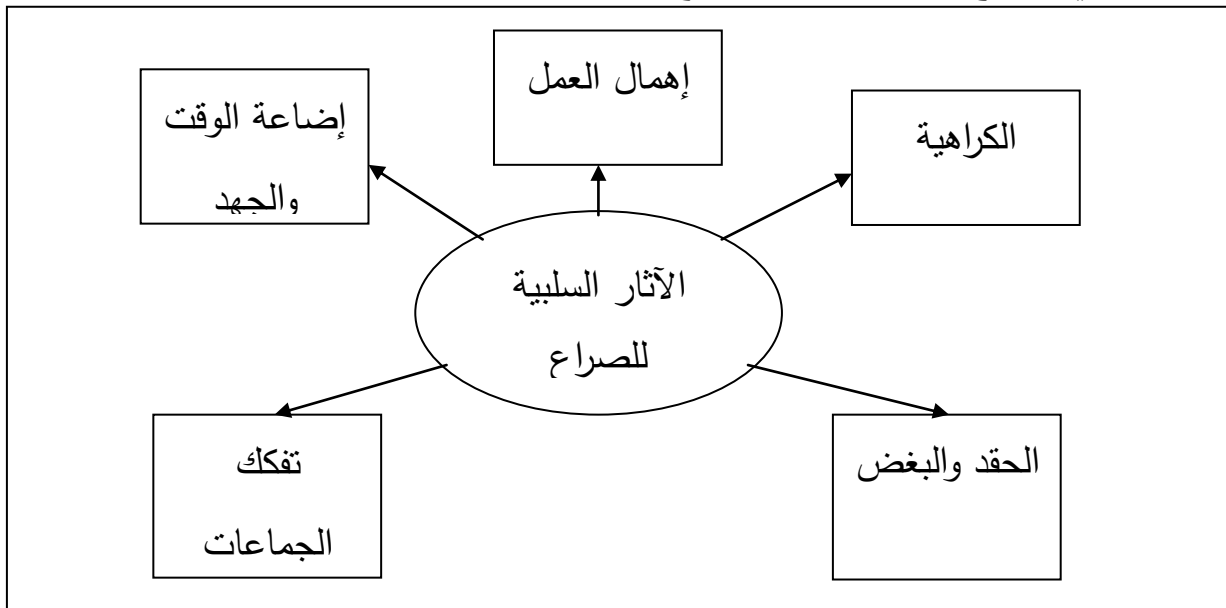 إهمال العمل
إضاعة الوقت
والجهد
الكراهية
الآثار السلبية
للصراع
تفكك
الجماعات
الحقد والبغض